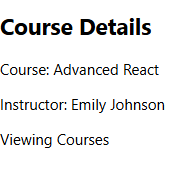 Course Details
Course: Advanced React
Instructor: Emily Johnson
Viewing Courses